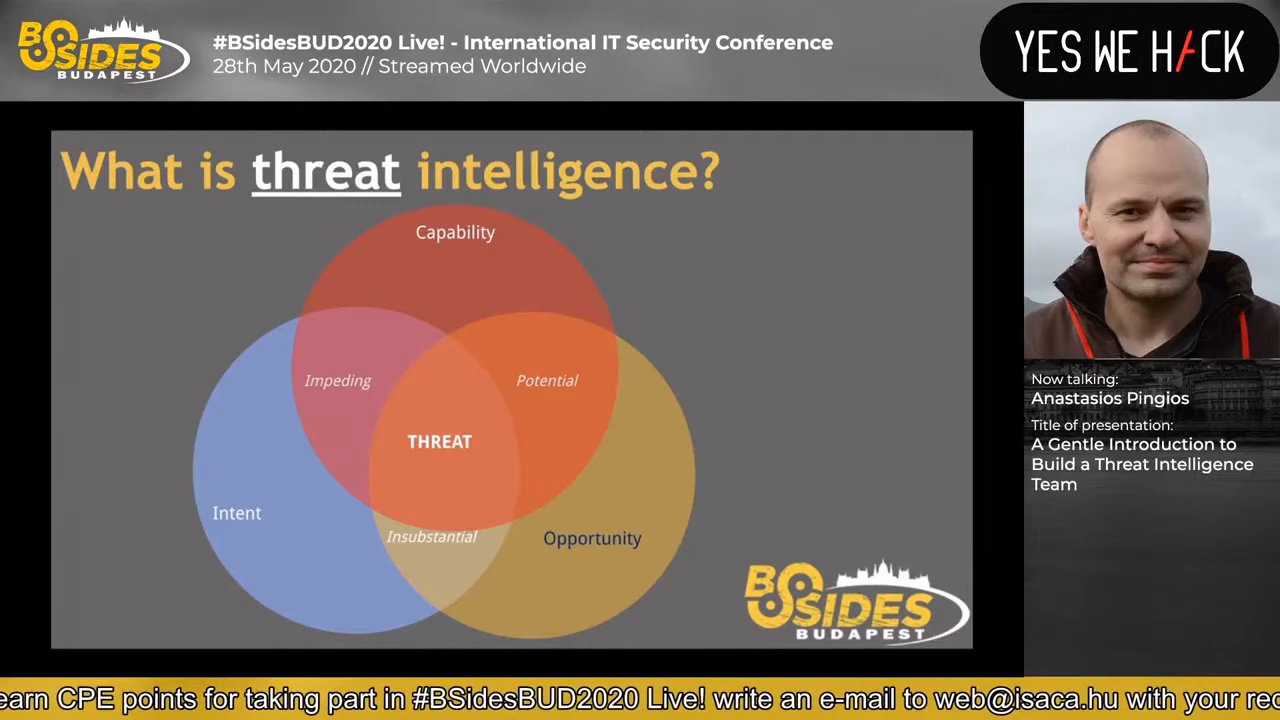 BSIDES
BUDAPEST
#BSidesBUD2020 Live! - International IT Security Conference
28th May 2020 // Streamed Worldwide
YES WE H/CK
What is threat intelligence?
Capability
Impeding
Potential
THREAT
Intent
Insubstantial
Opportunity
BSIDES
BUDAPEST
Now talking:
Anastasios Pingios
Title of presentation:
A Gentle Introduction to
Build a Threat Intelligence
Team
earn CPE points for taking part in #BSidesBUD2020 Live! write an e-mail to web@isaca.hu with your rec